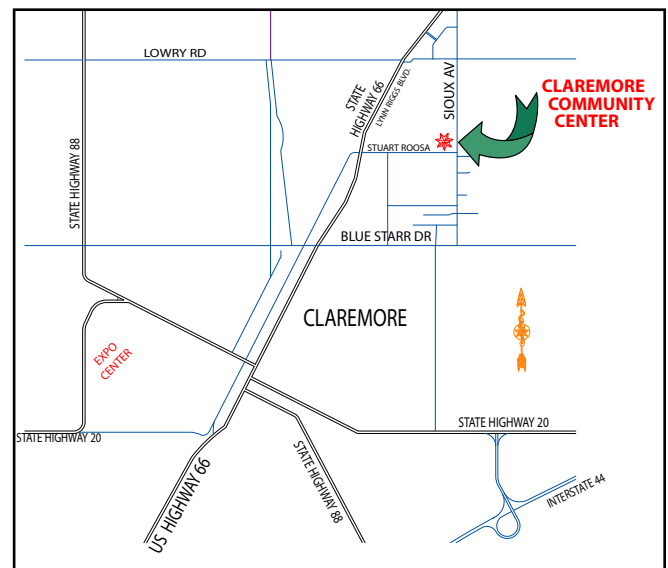 LOWRY RD
STATE
HIGHWAY 66
LYNN RIGGS BLVD.
SIOUX AV
CLAREMORE
COMMUNITY
CENTER
STATE HIGHWAY 88
STUART ROOSA
BLUE STARR DR
CLAREMORE
EXPO
CENTER
STATE HIGHWAY 20
STATE HIGHWAY 20
US HIGHWAY 66
STATE HIGHWAY 88
INTERSTATE 44